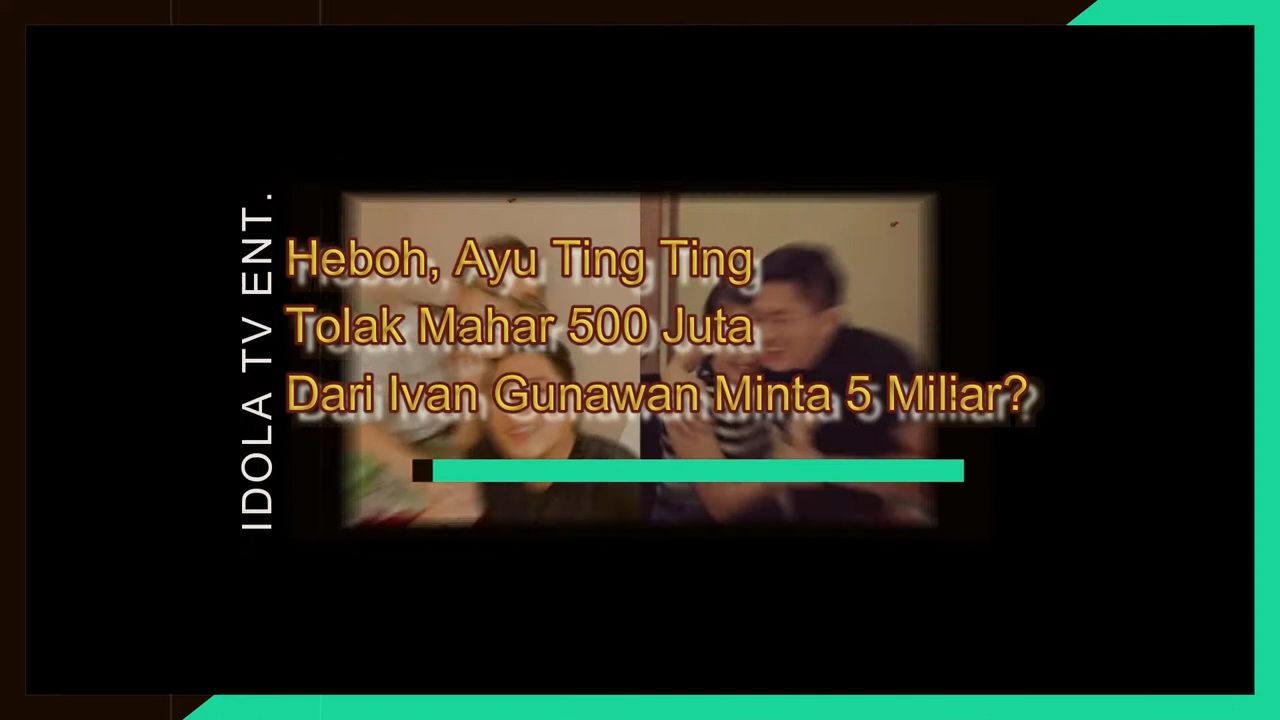 IDOLA TV ENT.
Heboh, Ayu Ting Ting
Tolak Mahar 500 Juta
Dari Ivan Gunawan Minta 5 Miliar?